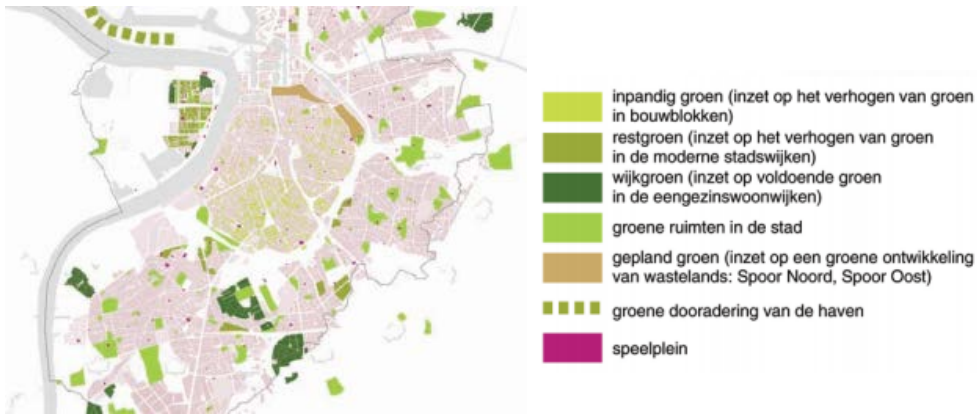 inpandig groen (inzet op het verhogen van groen
in bouwblokken)
restgroen (inzet op het verhogen van groen
in de moderne stadswijken)
wijkgroen (inzet op voldoende groen
in de eengezinswoonwijken)
groene ruimten in de stad
gepland groen (inzet op een groene ontwikkeling
van wastelands: Spoor Noord, Spoor Oost)
groene dooradering van de haven
speelplein